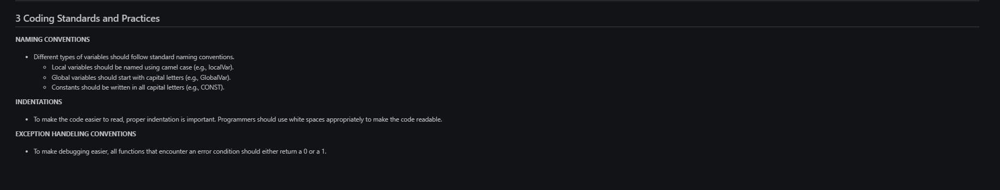 3 Coding Standards and Practices
NAMING CONVENTIONS
• Different types of variables should follow standard naming conventions.
◦ Local variables should be named using camel case (e.g., localVar).
◦ Global variables should start with capital letters (e.g., GlobalVar).
◦ Constants should be written in all capital letters (e.g., CONST).
INDENTATIONS
• To make the code easier to read, proper indentation is important. Programmers should use white spaces appropriately to make the code readable.
EXCEPTION HANDELING CONVENTIONS
• To make debugging easier, all functions that encounter an error condition should either return a 0 or a 1.